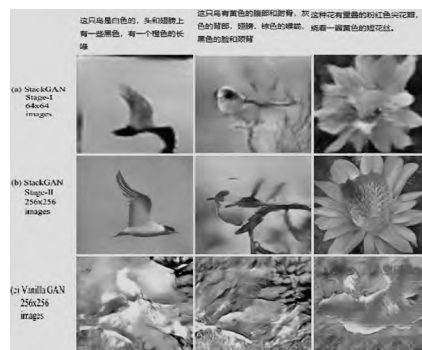 这只鸟是白色的，头和翅膀上
有一些黑色，有一个橙色的长
喙
这只鸟有黄色的腹部和跗骨，灰
色的背部，翅膀，棕色的喉咙，
黑色的脸和颈背
这种花有重叠的粉红色尖花瓣，
绕着一圈黄色的短花丝。
(a) StackGAN
Stage-I
64x64
images
(b) StackGAN
Stage-II
256x256
images
(c) Vanilla GAN
256x256
images